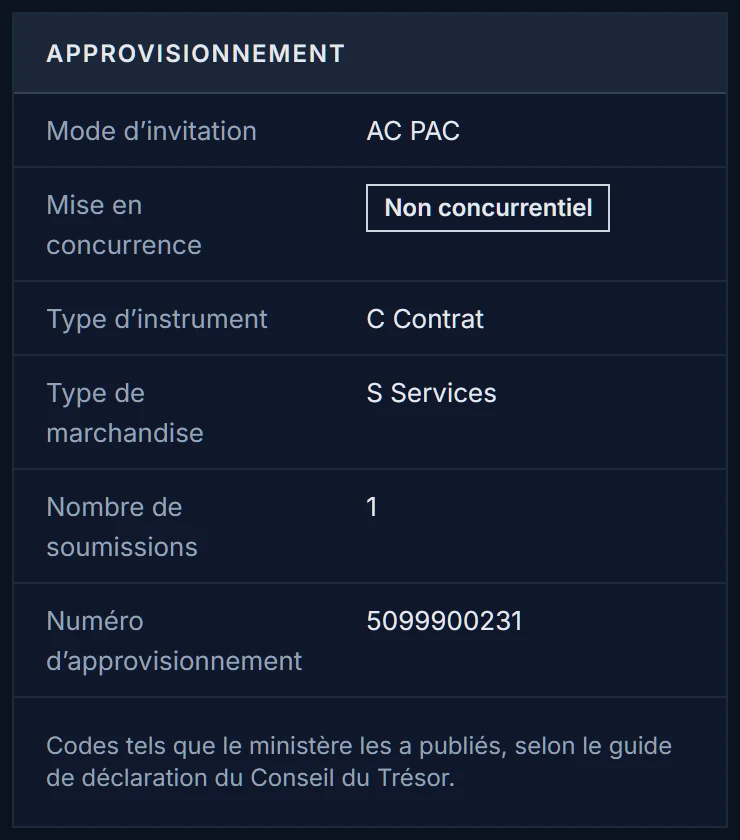 APPROVISIONNEMENT
Mode d’invitation AC PAC
Mise en Non concurrentiel
concurrence
Type d’instrument C Contrat
Type de S Services
marchandise
Nombre de 1
soumissions
Numéro 5099900231
d’approvisionnement
Codes tels que le ministère les a publiés, selon le guide
de déclaration du Conseil du Trésor.